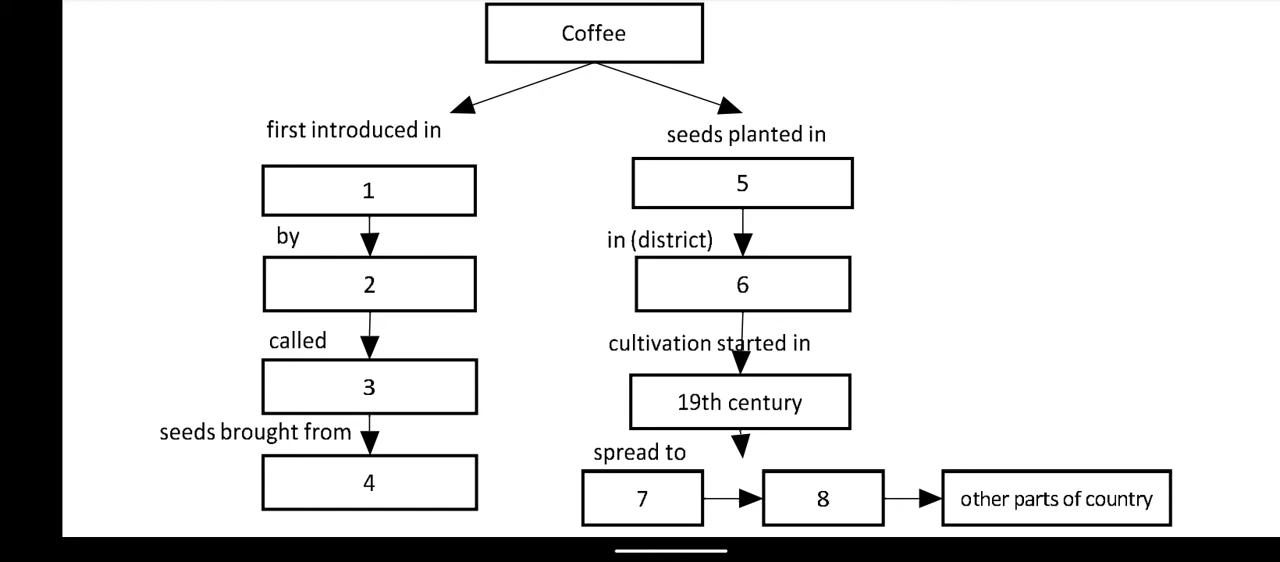 Coffee
first introduced in
1
by
2
called
3
seeds brought from
4
seeds planted in
5
in (district)
6
cultivation started in
19th century
spread to
7
8
other parts of country